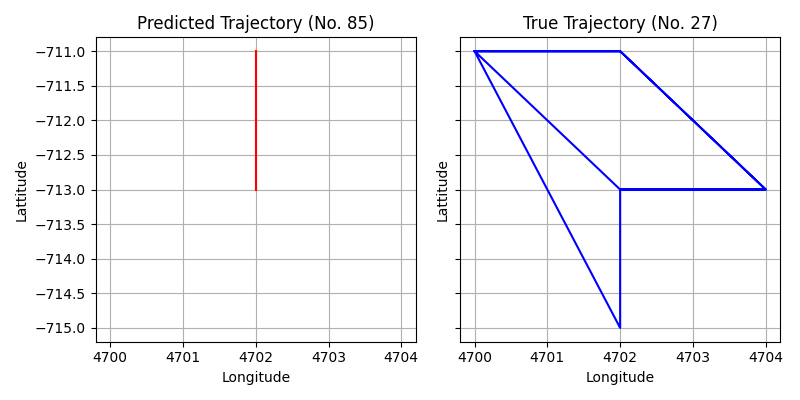 Predicted Trajectory (No. 85)
True Trajectory (No. 27)
−711.0
−711.5
−712.0
−712.5
−713.0
−713.5
−714.0
−714.5
−715.0
Lattitude
Lattitude
4700 4701 4702 4703 4704
4700 4701 4702 4703 4704
Longitude
Longitude